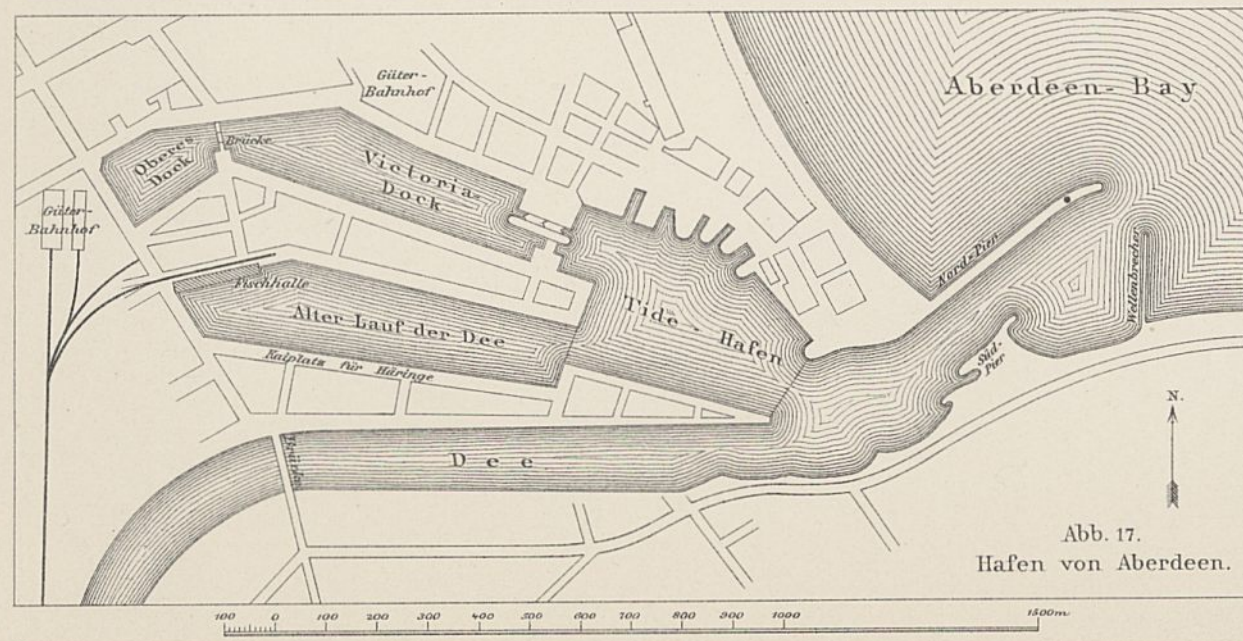 Güter-
Bahnhof
Aberdeen-Bay
Oberes
Dock
Brücke
Victoria-
Dock
Güter-
Bahnhof
Fischhalle
Alter Lauf der Dee
Tide-Hafen
Nord-Pier
Wellenbrecher
Süd-
Pier
Kaiplatz für Häringe
Brücke
Dee
N.
Abb. 17.
Hafen von Aberdeen.
100 0 100 200 300 400 500 600 700 800 900 1000 1500m